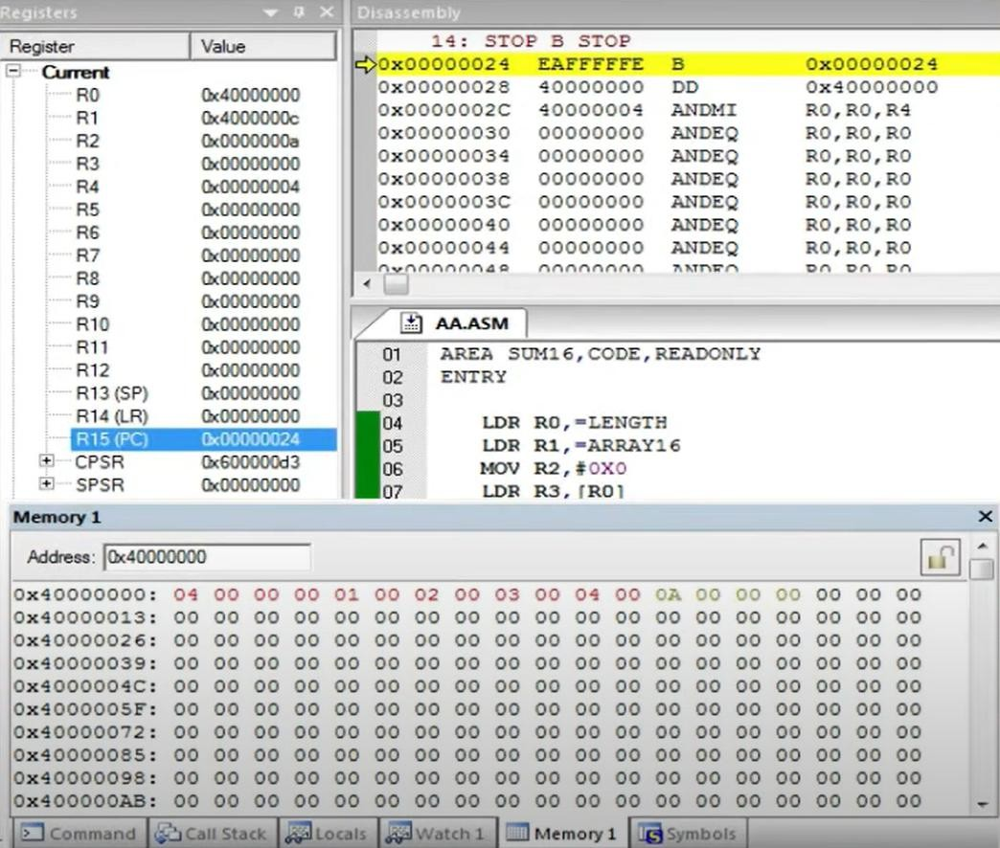 Registers
Register Value
Current
R0 0x40000000
R1 0x4000000c
R2 0x0000000a
R3 0x00000000
R4 0x00000004
R5 0x00000000
R6 0x00000000
R7 0x00000000
R8 0x00000000
R9 0x00000000
R10 0x00000000
R11 0x00000000
R12 0x00000000
R13 (SP) 0x00000000
R14 (LR) 0x00000000
R15 (PC) 0x00000024
CPSR 0x600000d3
SPSR 0x00000000
Disassembly
14: STOP B STOP
0x00000024 EAFFFFFE B 0x00000024
0x00000028 40000000 DD 0x40000000
0x0000002C 40000004 ANDMI R0,R0,R4
0x00000030 00000000 ANDEQ R0,R0,R0
0x00000034 00000000 ANDEQ R0,R0,R0
0x00000038 00000000 ANDEQ R0,R0,R0
0x0000003C 00000000 ANDEQ R0,R0,R0
0x00000040 00000000 ANDEQ R0,R0,R0
0x00000044 00000000 ANDEQ R0,R0,R0
0x00000048 00000000 ANDEQ R0,R0,R0
AA.ASM
01 AREA SUM16,CODE,READONLY
02 ENTRY
03
04 LDR R0,=LENGTH
05 LDR R1,=ARRAY16
06 MOV R2,#0X0
07 LDR R3,[R0]
Memory 1
Address: 0x40000000
0x40000000: 04 00 00 00 01 00 02 00 03 00 04 00 0A 00 00 00 00 00 00
0x40000013: 00 00 00 00 00 00 00 00 00 00 00 00 00 00 00 00 00 00 00
0x40000026: 00 00 00 00 00 00 00 00 00 00 00 00 00 00 00 00 00 00 00
0x40000039: 00 00 00 00 00 00 00 00 00 00 00 00 00 00 00 00 00 00 00
0x4000004C: 00 00 00 00 00 00 00 00 00 00 00 00 00 00 00 00 00 00 00
0x4000005F: 00 00 00 00 00 00 00 00 00 00 00 00 00 00 00 00 00 00 00
0x40000072: 00 00 00 00 00 00 00 00 00 00 00 00 00 00 00 00 00 00 00
0x40000085: 00 00 00 00 00 00 00 00 00 00 00 00 00 00 00 00 00 00 00
0x40000098: 00 00 00 00 00 00 00 00 00 00 00 00 00 00 00 00 00 00 00
0x400000AB: 00 00 00 00 00 00 00 00 00 00 00 00 00 00 00 00 00 00 00
Command Call Stack Locals Watch 1 Memory 1 Symbols